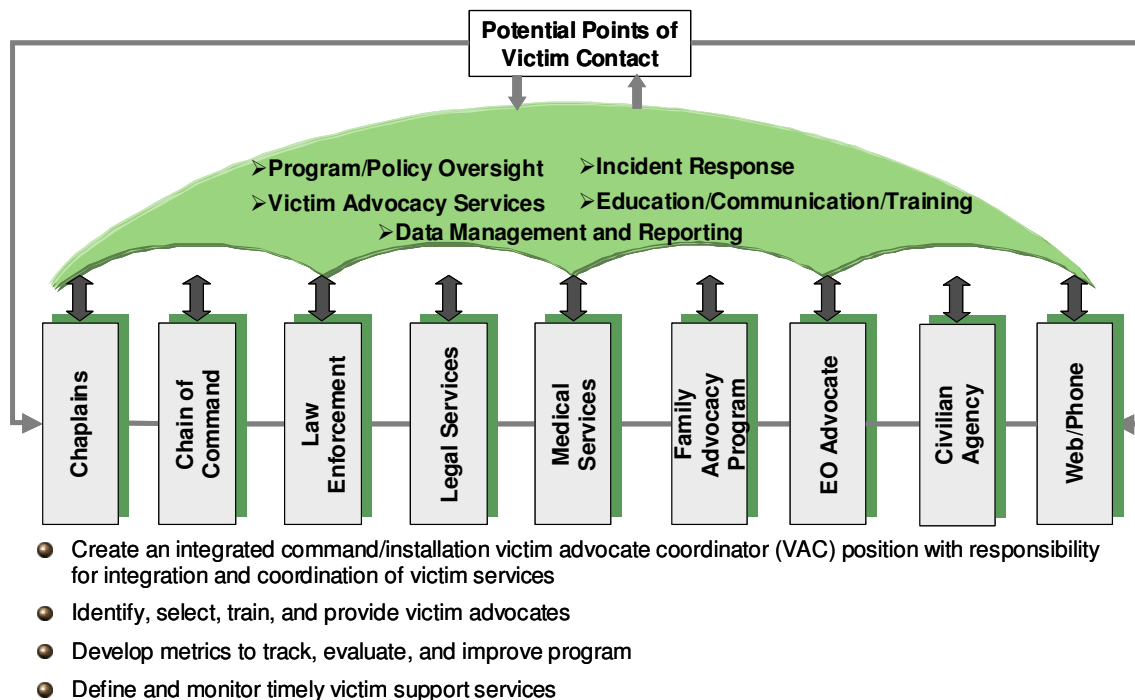 Potential Points of
Victim Contact
➢Program/Policy Oversight
➢Incident Response
➢Victim Advocacy Services
➢Education/Communication/Training
➢Data Management and Reporting
Chaplains
Chain of
Command
Law
Enforcement
Legal Services
Medical
Services
Family
Advocacy
Program
EO Advocate
Civilian
Agency
Web/Phone
Create an integrated command/installation victim advocate coordinator (VAC) position with responsibility
for integration and coordination of victim services
Identify, select, train, and provide victim advocates
Develop metrics to track, evaluate, and improve program
Define and monitor timely victim support services